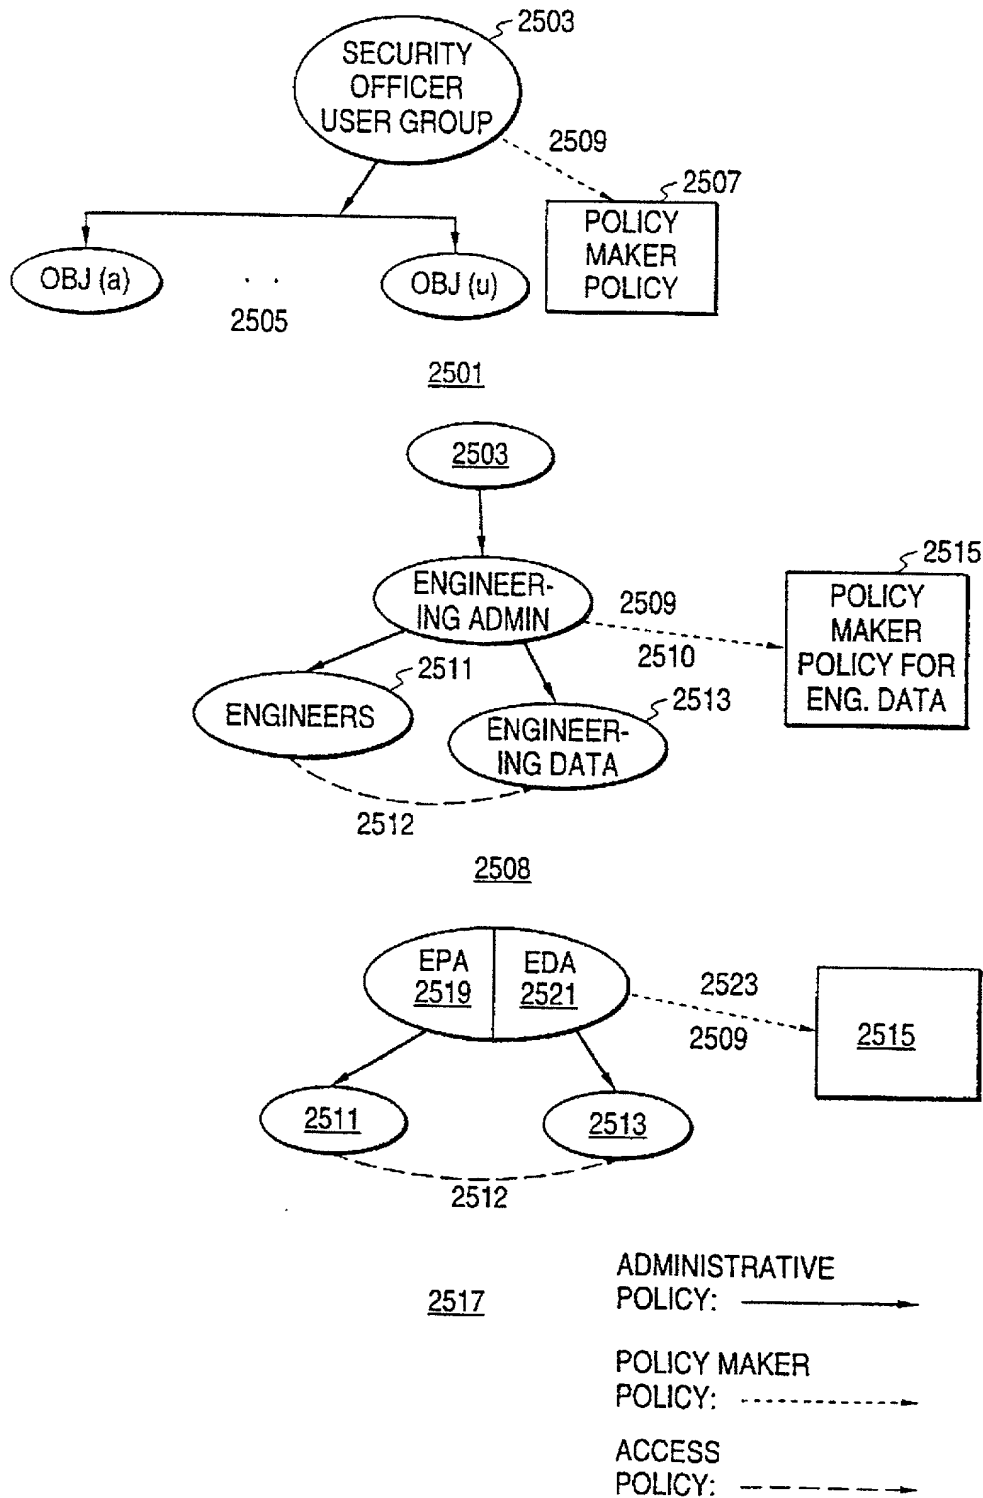 2503
SECURITY
OFFICER
USER GROUP
2509
2507
POLICY
MAKER
POLICY
OBJ (a)
. .
OBJ (u)
2505
2501
2503
2515
ENGINEER-
ING ADMIN
2509
2510
POLICY
MAKER
POLICY FOR
ENG. DATA
2511
ENGINEERS
2513
ENGINEER-
ING DATA
2512
2508
EPA
2519
EDA
2521
2523
2509
2515
2511
2513
2512
2517
ADMINISTRATIVE
POLICY:
POLICY MAKER
POLICY:
ACCESS
POLICY: